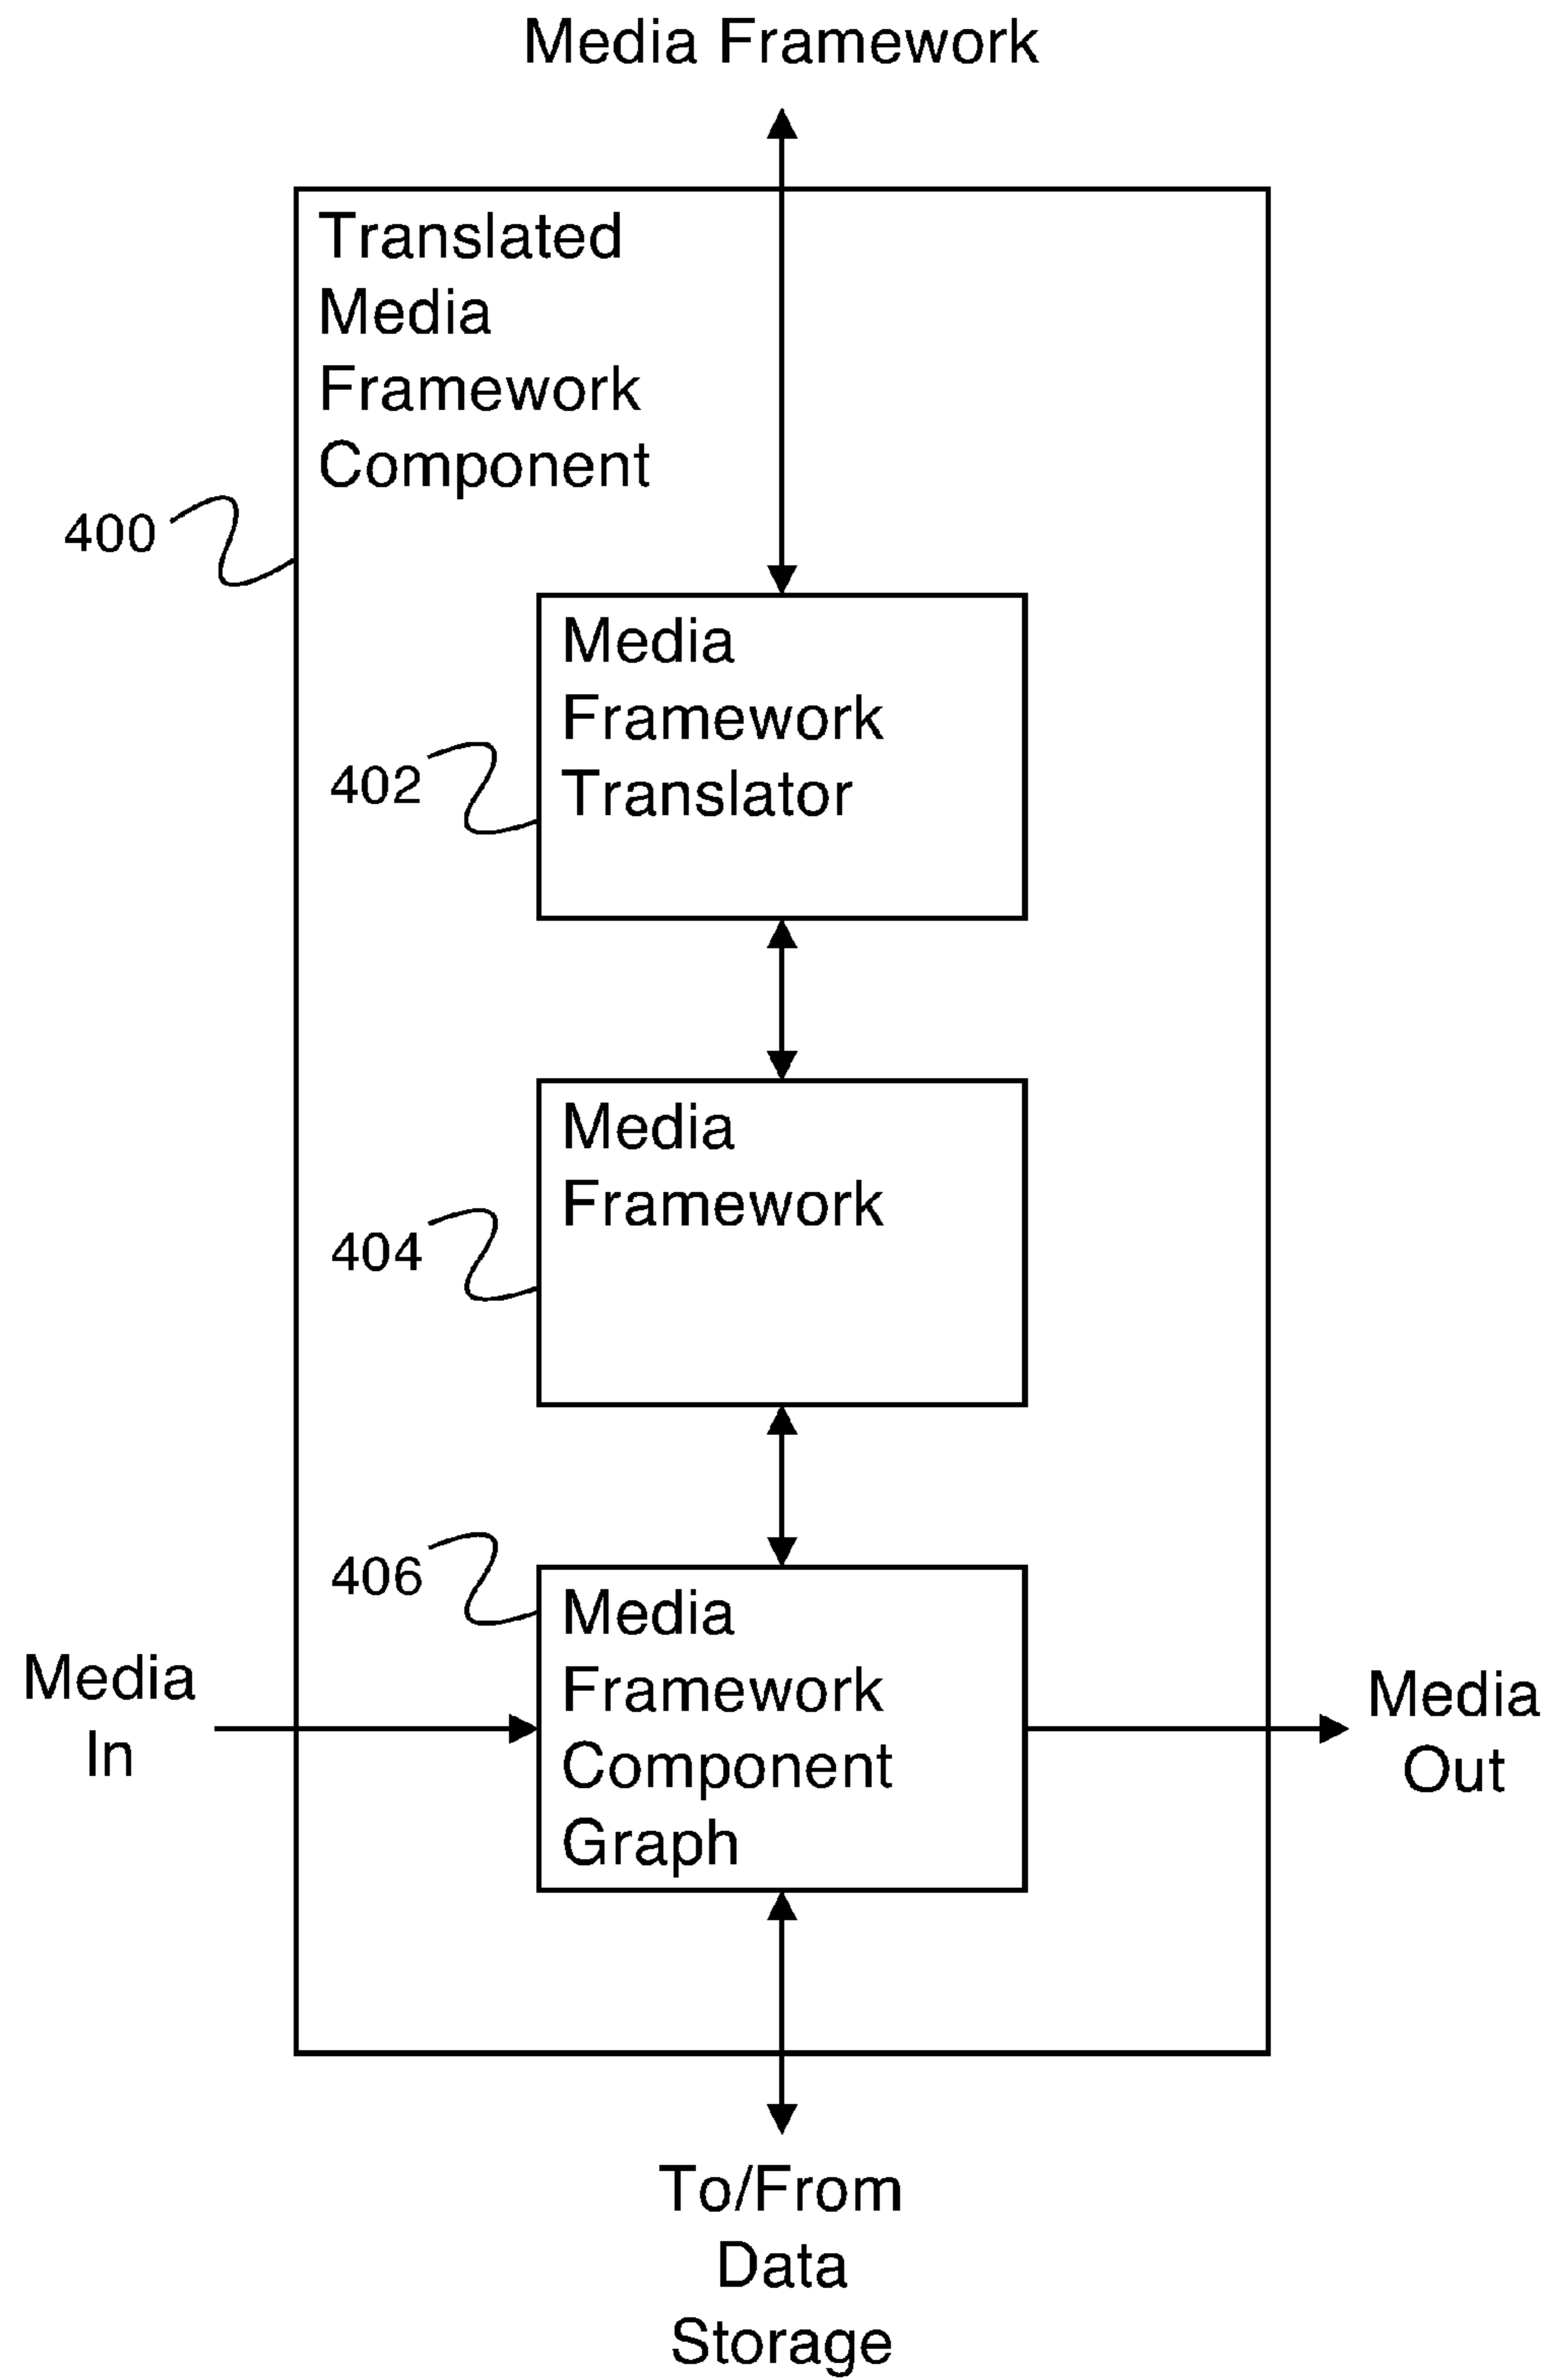 Media Framework
Translated
Media
Framework
Component
400
Media
Framework
Translator
402
Media
Framework
404
406
Media
Framework
Component
Graph
Media
In
Media
Out
To/From
Data
Storage